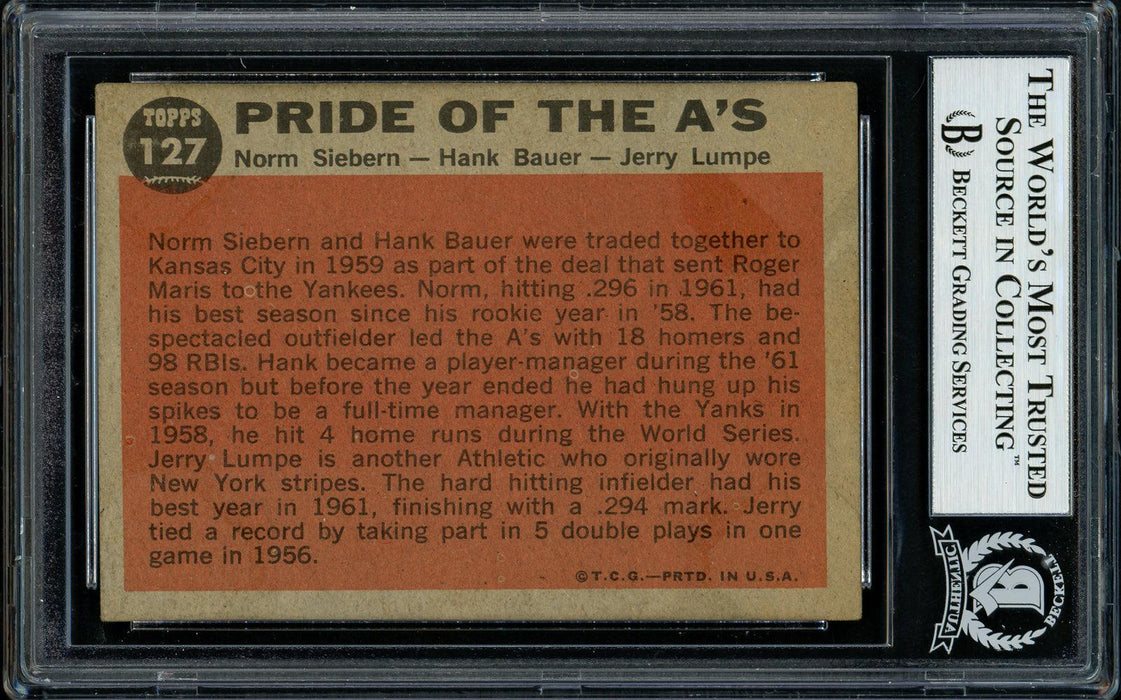 TOPPS
127
PRIDE OF THE A'S
Norm Siebern — Hank Bauer — Jerry Lumpe
Norm Siebern and Hank Bauer were traded together to
Kansas City in 1959 as part of the deal that sent Roger
Maris to the Yankees. Norm, hitting .296 in 1961, had
his best season since his rookie year in '58. The be-
spectacled outfielder led the A's with 18 homers and
98 RBIs. Hank became a player-manager during the '61
season but before the year ended he had hung up his
spikes to be a full-time manager. With the Yanks in
1958, he hit 4 home runs during the World Series.
Jerry Lumpe is another Athletic who originally wore
New York stripes. The hard hitting infielder had his
best year in 1961, finishing with a .294 mark. Jerry
tied a record by taking part in 5 double plays in one
game in 1956.
©T.C.G.—PRTD. IN U.S.A.
THE WORLD'S MOST TRUSTED
SOURCE IN COLLECTING™
B BECKETT GRADING SERVICES
AUTHENTIC
B
BECKETT